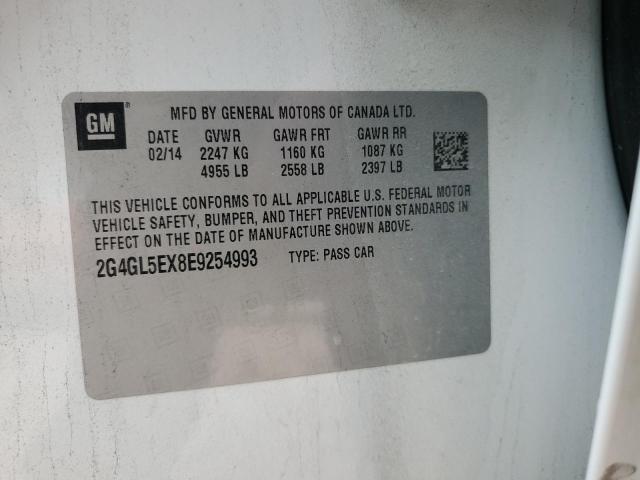 GM ®
MFD BY GENERAL MOTORS OF CANADA LTD.
DATE GVWR GAWR FRT GAWR RR
02/14 2247 KG 1160 KG 1087 KG
4955 LB 2558 LB 2397 LB
THIS VEHICLE CONFORMS TO ALL APPLICABLE U.S. FEDERAL MOTOR
VEHICLE SAFETY, BUMPER, AND THEFT PREVENTION STANDARDS IN
EFFECT ON THE DATE OF MANUFACTURE SHOWN ABOVE.
2G4GL5EX8E9254993 TYPE: PASS CAR